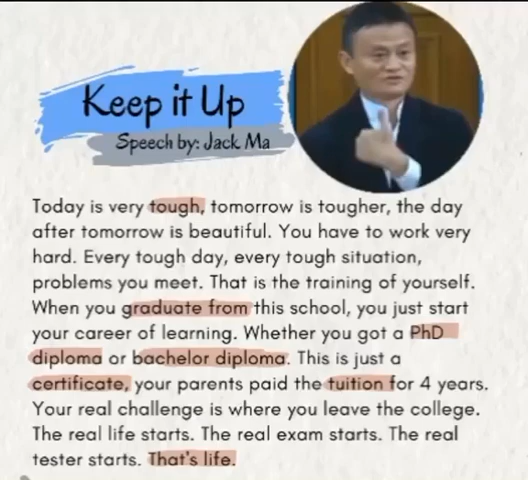 Keep it Up
Speech by: Jack Ma
Today is very tough, tomorrow is tougher, the day
after tomorrow is beautiful. You have to work very
hard. Every tough day, every tough situation,
problems you meet. That is the training of yourself.
When you graduate from this school, you just start
your career of learning. Whether you got a PhD
diploma or bachelor diploma. This is just a
certificate, your parents paid the tuition for 4 years.
Your real challenge is where you leave the college.
The real life starts. The real exam starts. The real
tester starts. That's life.